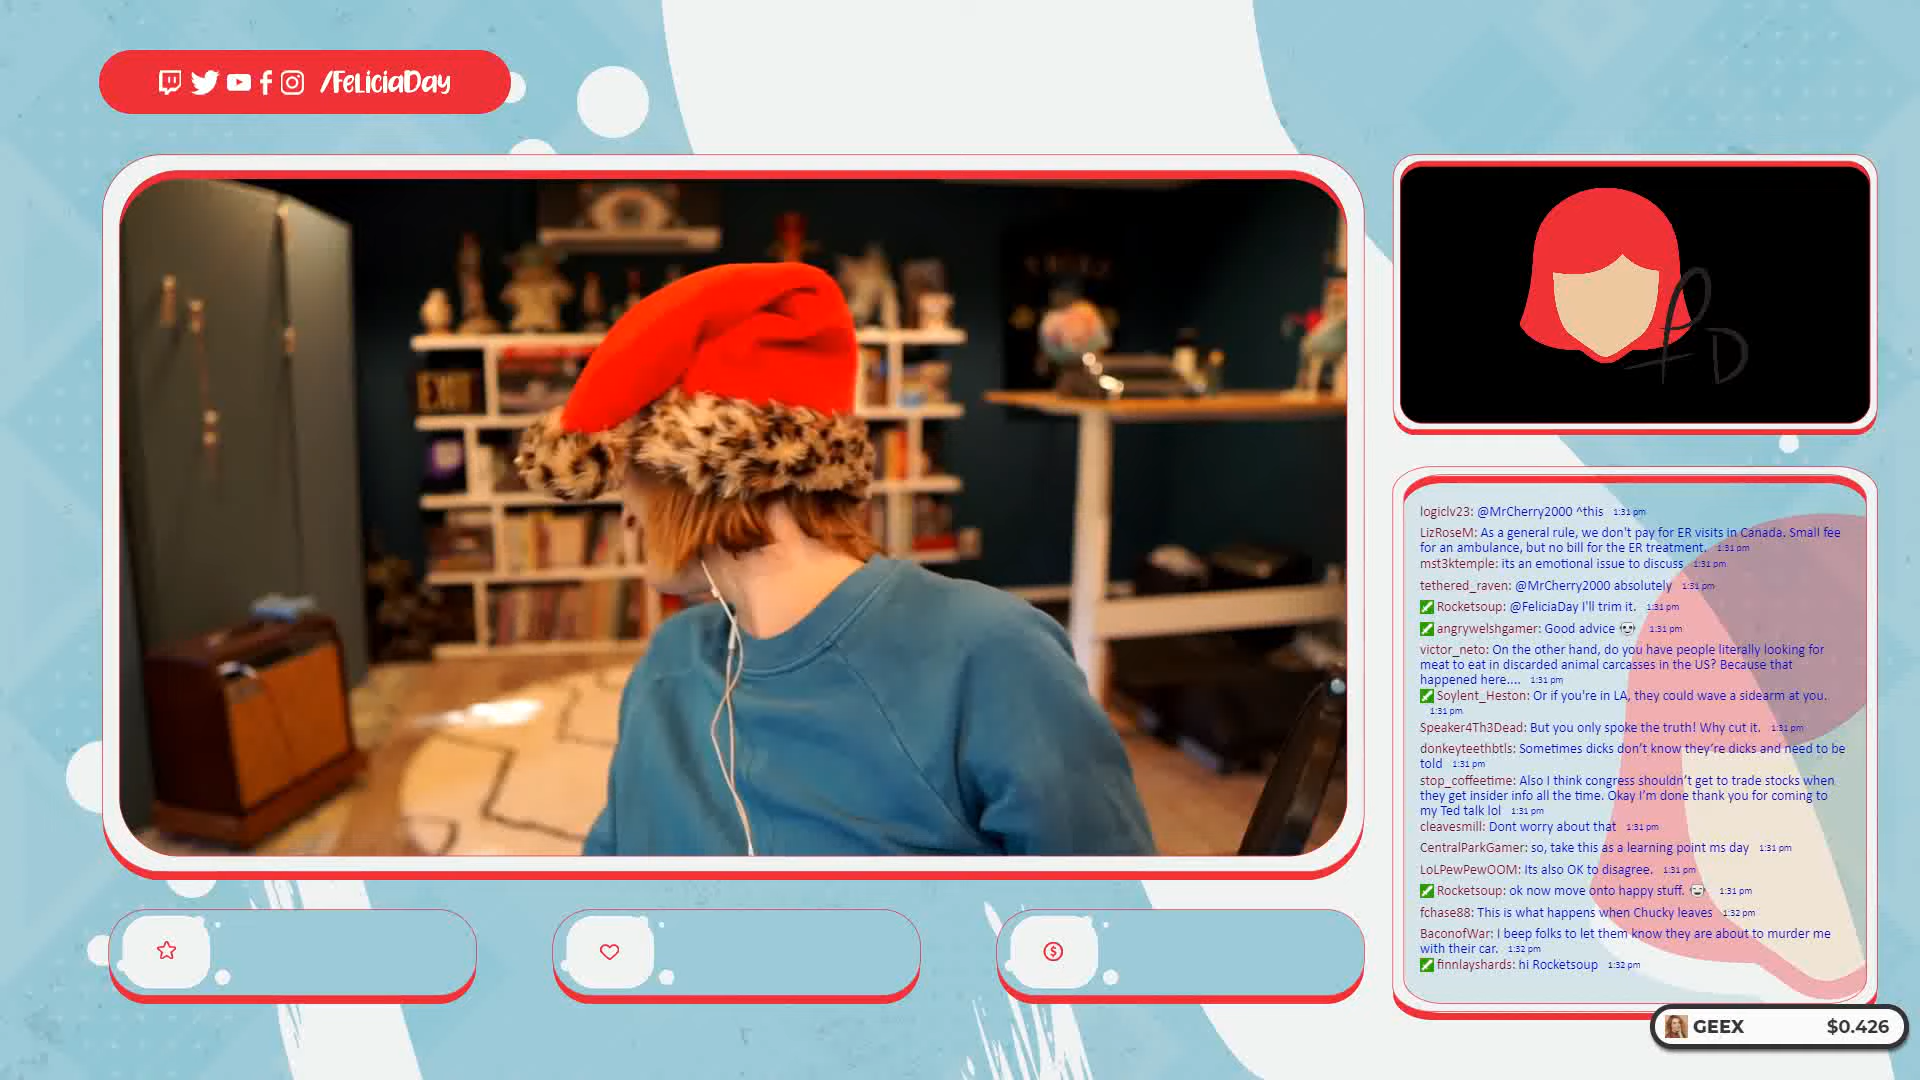 /FeliciaDay
EXIT
logiclv23: @MrCherry2000 ^this 1:31 pm
LizRoseM: As a general rule, we don't pay for ER visits in Canada. Small fee
for an ambulance, but no bill for the ER treatment. 1:31 pm
mst3ktemple: its an emotional issue to discuss 1:31 pm
tethered_raven: @MrCherry2000 absolutely 1:31 pm
Rocketsoup: @FeliciaDay I'll trim it. 1:31 pm
angrywelshgamer: Good advice 1:31 pm
victor_neto: On the other hand, do you have people literally looking for
meat to eat in discarded animal carcasses in the US? Because that
happened here.... 1:31 pm
Soylent_Heston: Or if you're in LA, they could wave a sidearm at you.
1:31 pm
Speaker4Th3Dead: But you only spoke the truth! Why cut it. 1:31 pm
donkeyteethbtls: Sometimes dicks don't know they're dicks and need to be
told 1:31 pm
stop_coffeetime: Also I think congress shouldn't get to trade stocks when
they get insider info all the time. Okay I'm done thank you for coming to
my Ted talk lol 1:31 pm
cleavesmill: Dont worry about that 1:31 pm
CentralParkGamer: so, take this as a learning point ms day 1:31 pm
LoLPewPewOOM: Its also OK to disagree. 1:31 pm
Rocketsoup: ok now move onto happy stuff. 1:31 pm
fchase88: This is what happens when Chucky leaves 1:32 pm
BaconofWar: I beep folks to let them know they are about to murder me
with their car. 1:32 pm
finnlayshards: hi Rocketsoup 1:32 pm
GEEX $0.426